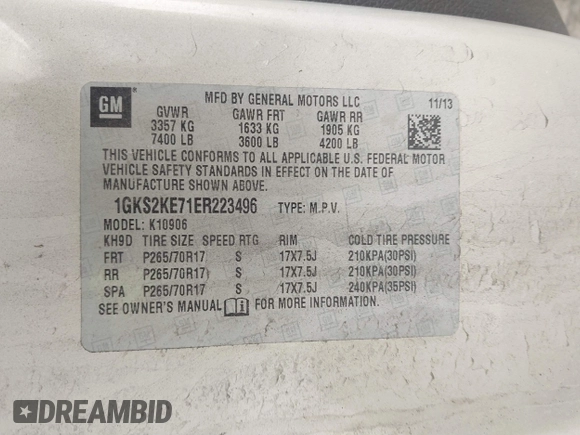 GM
MFD BY GENERAL MOTORS LLC 11/13
GVWR GAWR FRT GAWR RR
3357 KG 1633 KG 1905 KG
7400 LB 3600 LB 4200 LB
THIS VEHICLE CONFORMS TO ALL APPLICABLE U.S. FEDERAL MOTOR
VEHICLE SAFETY STANDARDS IN EFFECT ON THE DATE OF
MANUFACTURE SHOWN ABOVE.
1GKS2KE71ER223496 TYPE: M.P.V.
MODEL: K10906
KH9D TIRE SIZE SPEED RTG RIM COLD TIRE PRESSURE
FRT P265/70R17 S 17X7.5J 210KPA(30PSI)
RR P265/70R17 S 17X7.5J 210KPA(30PSI)
SPA P265/70R17 S 17X7.5J 240KPA(35PSI)
SEE OWNER'S MANUAL FOR MORE INFORMATION.
DREAMBID